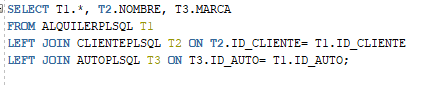 SELECT T1.*, T2.NOMBRE, T3.MARCA
FROM ALQUILERPLSQL T1
LEFT JOIN CLIENTEPLSQL T2 ON T2.ID_CLIENTE= T1.ID_CLIENTE
LEFT JOIN AUTOPLSQL T3 ON T3.ID_AUTO= T1.ID_AUTO;